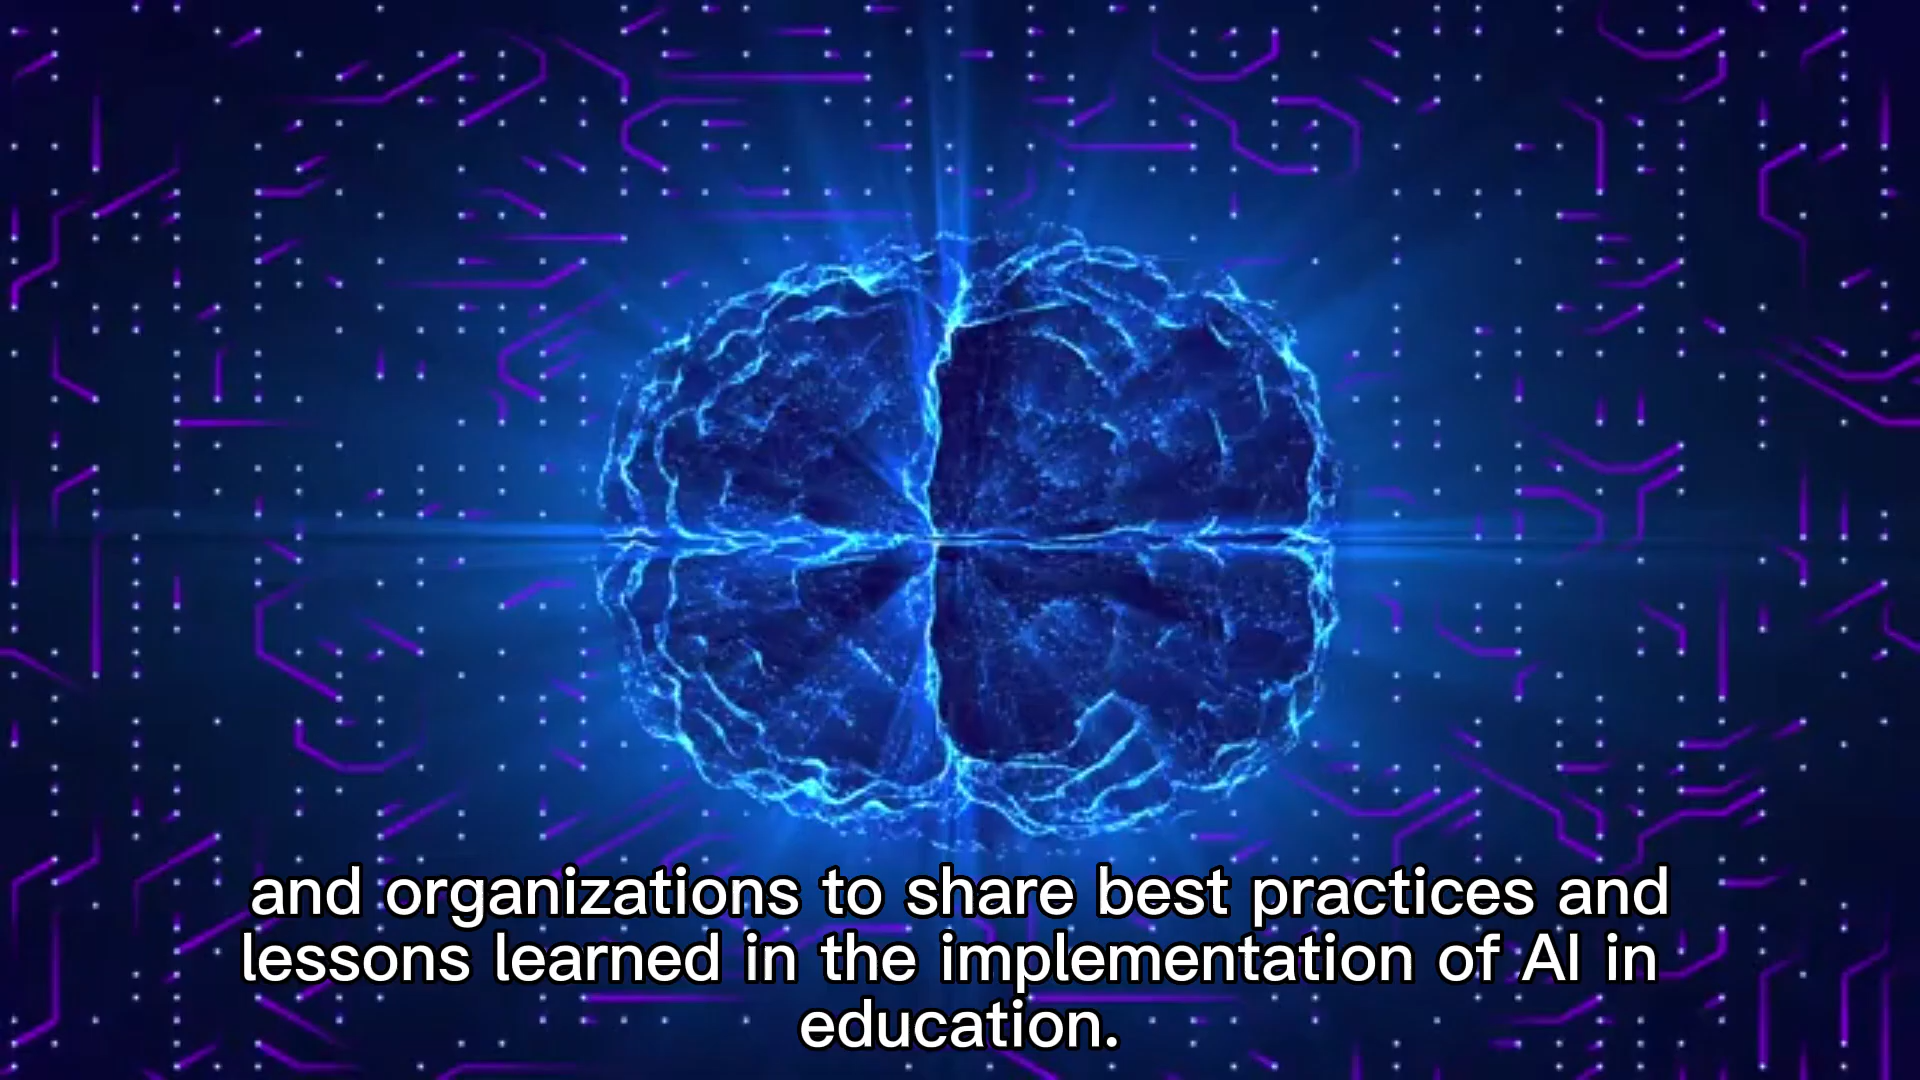 and organizations to share best practices and
lessons learned in the implementation of AI in
education.